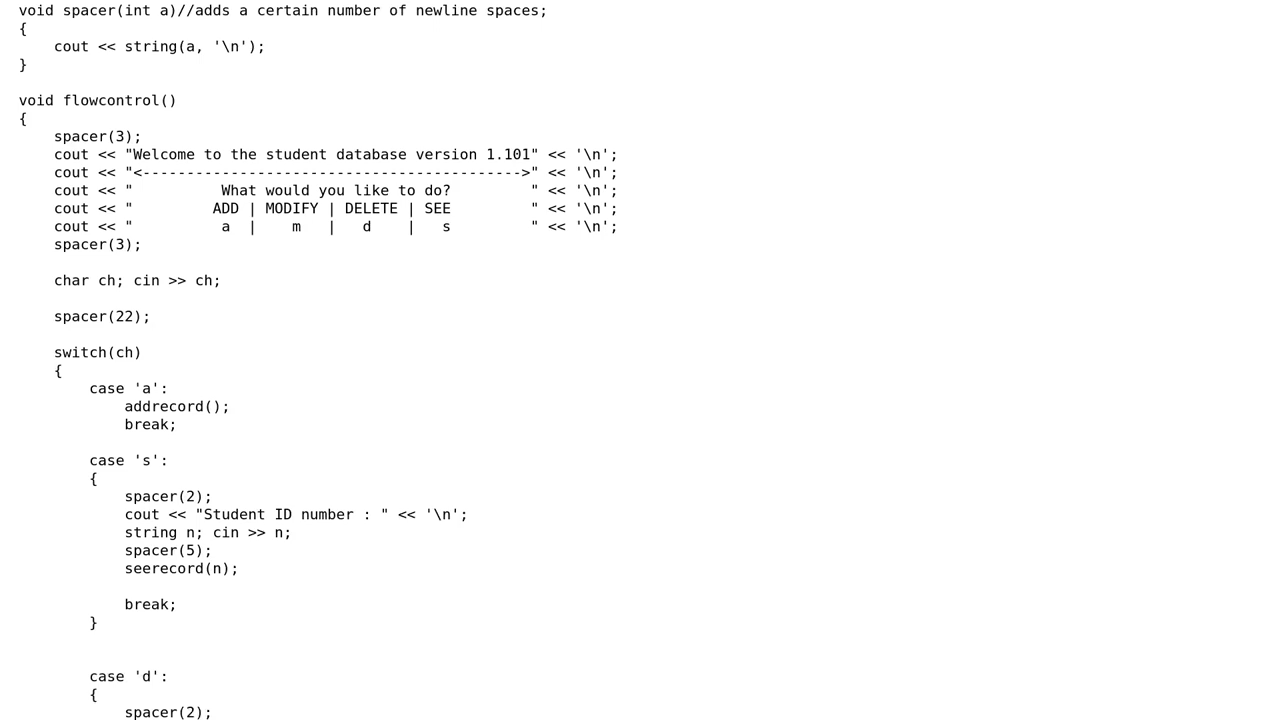 void spacer(int a)//adds a certain number of newline spaces;
{
    cout << string(a, '\n');
}

void flowcontrol()
{
    spacer(3);
    cout << "Welcome to the student database version 1.101" << '\n';
    cout << "<------------------------------------------->" << '\n';
    cout << "          What would you like to do?         " << '\n';
    cout << "         ADD | MODIFY | DELETE | SEE         " << '\n';
    cout << "          a  |    m   |   d    |   s         " << '\n';
    spacer(3);

    char ch; cin >> ch;

    spacer(22);

    switch(ch)
    {
        case 'a':
            addrecord();
            break;

        case 's':
        {
            spacer(2);
            cout << "Student ID number : " << '\n';
            string n; cin >> n;
            spacer(5);
            seerecord(n);

            break;
        }


        case 'd':
        {
            spacer(2);